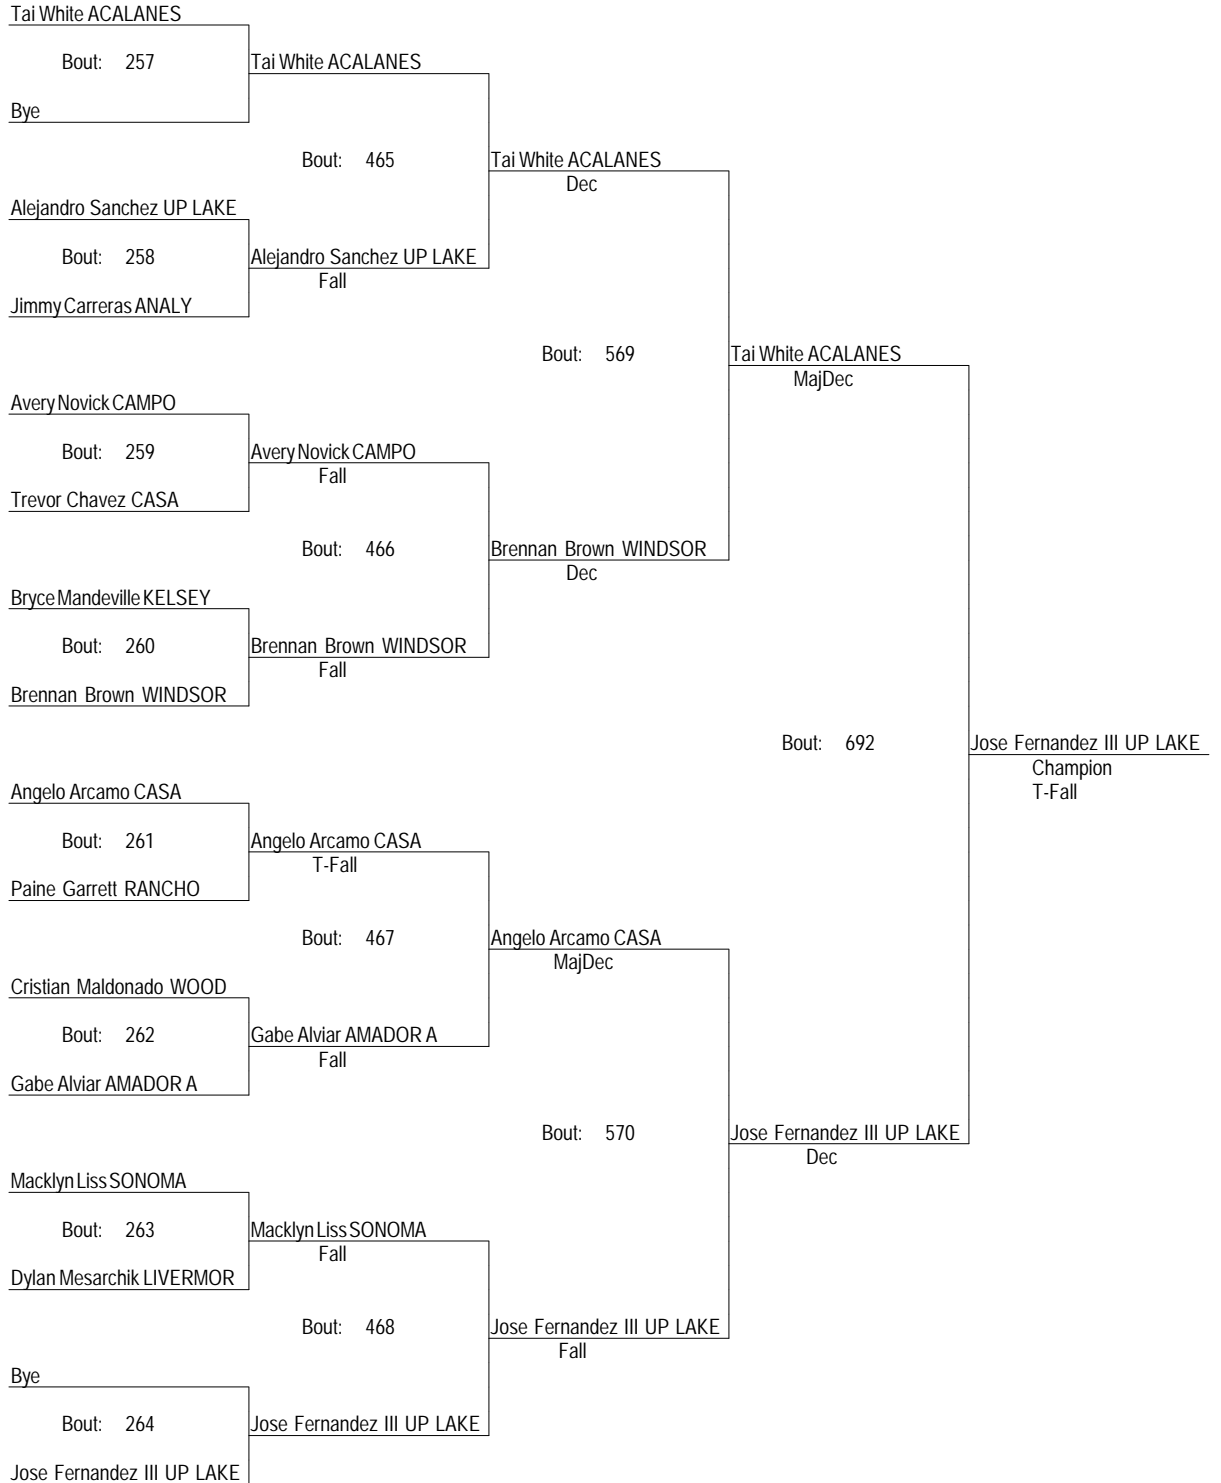 Tai White ACALANES
Bout: 257
Tai White ACALANES
Bye
Bout: 465
Tai White ACALANES
Dec
Alejandro Sanchez UP LAKE
Bout: 258
Alejandro Sanchez UP LAKE
Fall
Jimmy Carreras ANALY
Bout: 569
Tai White ACALANES
MajDec
Avery Novick CAMPO
Bout: 259
Avery Novick CAMPO
Fall
Trevor Chavez CASA
Bout: 466
Brennan Brown WINDSOR
Dec
Bryce Mandeville KELSEY
Bout: 260
Brennan Brown WINDSOR
Fall
Brennan Brown WINDSOR
Bout: 692
Jose Fernandez III UP LAKE
Champion
T-Fall
Angelo Arcamo CASA
Bout: 261
Angelo Arcamo CASA
T-Fall
Paine Garrett RANCHO
Bout: 467
Angelo Arcamo CASA
MajDec
Cristian Maldonado WOOD
Bout: 262
Gabe Alviar AMADOR A
Fall
Gabe Alviar AMADOR A
Bout: 570
Jose Fernandez III UP LAKE
Dec
Macklyn Liss SONOMA
Bout: 263
Macklyn Liss SONOMA
Fall
Dylan Mesarchik LIVERMOR
Bout: 468
Jose Fernandez III UP LAKE
Fall
Bye
Bout: 264
Jose Fernandez III UP LAKE
Jose Fernandez III UP LAKE